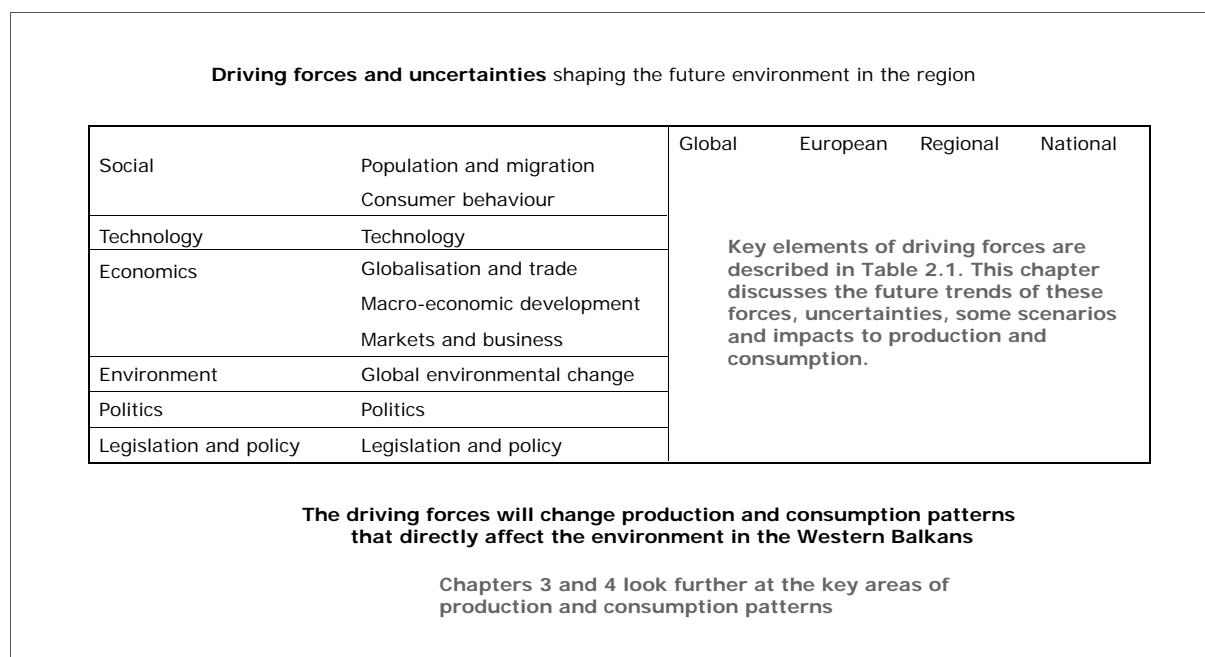 Driving forces and uncertainties shaping the future environment in the region
Global European Regional National
Social Population and migration
Consumer behaviour
Technology Technology
Economics Globalisation and trade
Macro-economic development
Markets and business
Environment Global environmental change
Politics Politics
Legislation and policy Legislation and policy
Key elements of driving forces are
described in Table 2.1. This chapter
discusses the future trends of these
forces, uncertainties, some scenarios
and impacts to production and
consumption.
The driving forces will change production and consumption patterns
that directly affect the environment in the Western Balkans
Chapters 3 and 4 look further at the key areas of
production and consumption patterns